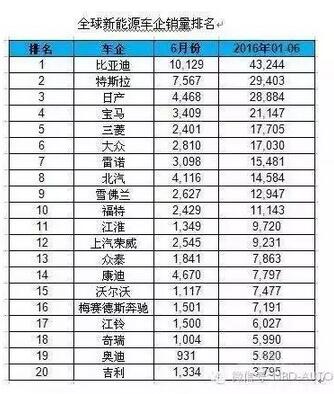 全球新能源车企销量排名
排名 车企 6月份 2016年01-06
1 比亚迪 10,129 43,244
2 特斯拉 7,567 29,403
3 日产 4,468 28,884
4 宝马 3,409 21,147
5 三菱 2,401 17,705
6 大众 2,810 17,030
7 雷诺 3,098 15,481
8 北汽 4,116 14,584
9 雪佛兰 2,627 12,947
10 福特 2,429 11,143
11 江淮 1,349 9,720
12 上汽荣威 2,545 9,231
13 众泰 1,841 7,863
14 康迪 4,670 7,797
15 沃尔沃 1,117 7,477
16 梅赛德斯奔驰 1,501 7,191
17 江铃 1,500 6,027
18 奇瑞 1,004 5,990
19 奥迪 931 5,820
20 吉利 1,334 3,795
微信号: NBD-AUTO